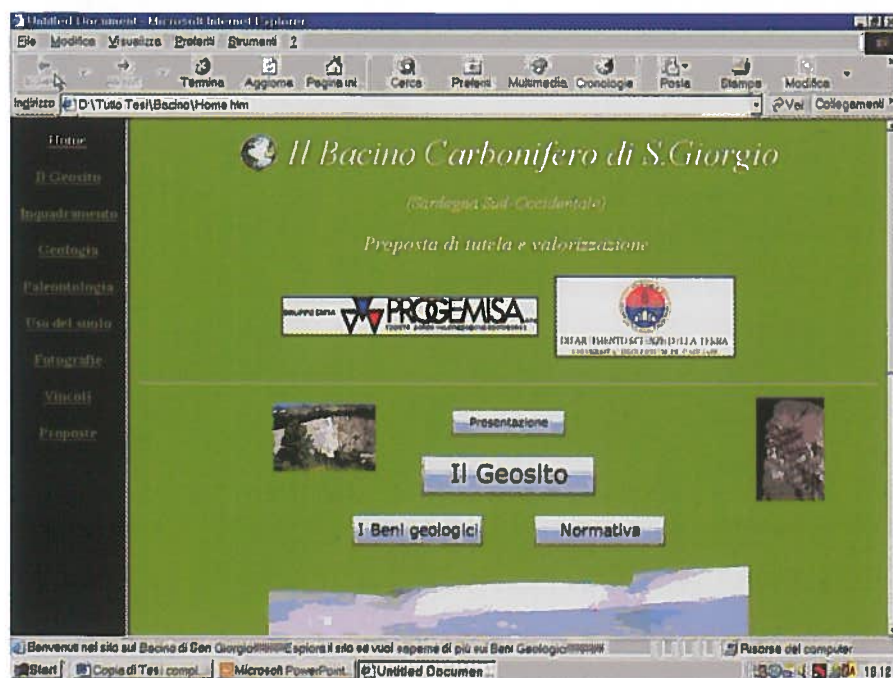 Untitled Document - Microsoft Internet Explorer
File Modifica Visualizza Preferiti Strumenti ?
Termina Aggiorna Pagina ini Cerca Preferiti Multimedia Cronologia Posta Stampa Modifica
Indirizzo D:\Tutto Tesi\Bacino\Home htm Vai Collegamenti
Home
Il Geosito
Inquadramento
Geologia
Paleontologia
Uso del suolo
Fotografie
Vincoli
Proposte
Il Bacino Carbonifero di S.Giorgio
(Sardegna Sud-Occidentale)
Proposta di tutela e valorizzazione
PROGEMISA
DIPARTIMENTO SCIENZE DELLA TERRA
Presentazione
Il Geosito
I Beni geologici
Normativa
Benvenuti nel sito sul Bacino di San Giorgio Esplora il sito se vuoi saperne di più sui Beni Geologici
Risorse del computer
Start Copia di Tesi compl... Microsoft PowerPoint Untitled Documen... 18.12